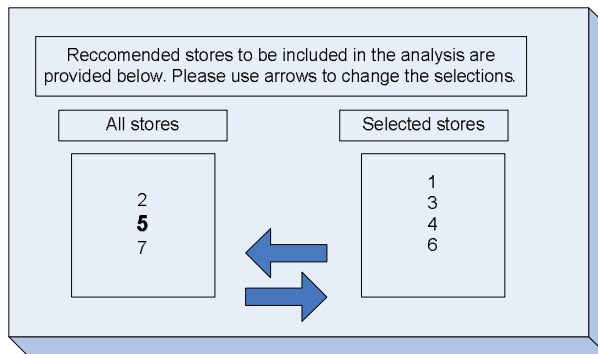 Reccomended stores to be included in the analysis are
provided below. Please use arrows to change the selections.
All stores
Selected stores
2
5
7
1
3
4
6